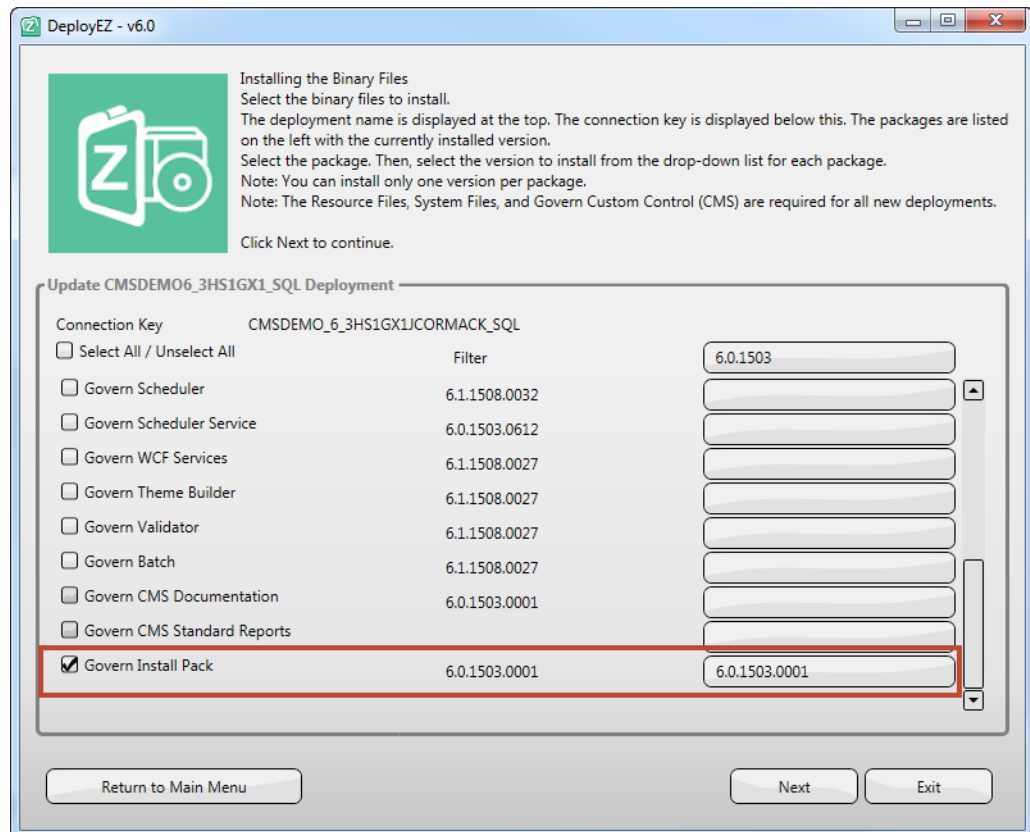 DeployEZ - v6.0
Installing the Binary Files
Select the binary files to install.
The deployment name is displayed at the top. The connection key is displayed below this. The packages are listed
on the left with the currently installed version.
Select the package. Then, select the version to install from the drop-down list for each package.
Note: You can install only one version per package.
Note: The Resource Files, System Files, and Govern Custom Control (CMS) are required for all new deployments.
Click Next to continue.
Z
Update CMSDEMO6_3HS1GX1_SQL Deployment
Connection Key CMSDEMO_6_3HS1GX1JCORMACK_SQL
Select All / Unselect All Filter 6.0.1503
Govern Scheduler 6.1.1508.0032
Govern Scheduler Service 6.0.1503.0612
Govern WCF Services 6.1.1508.0027
Govern Theme Builder 6.1.1508.0027
Govern Validator 6.1.1508.0027
Govern Batch 6.1.1508.0027
Govern CMS Documentation 6.0.1503.0001
Govern CMS Standard Reports
Govern Install Pack 6.0.1503.0001 6.0.1503.0001
Return to Main Menu Next Exit